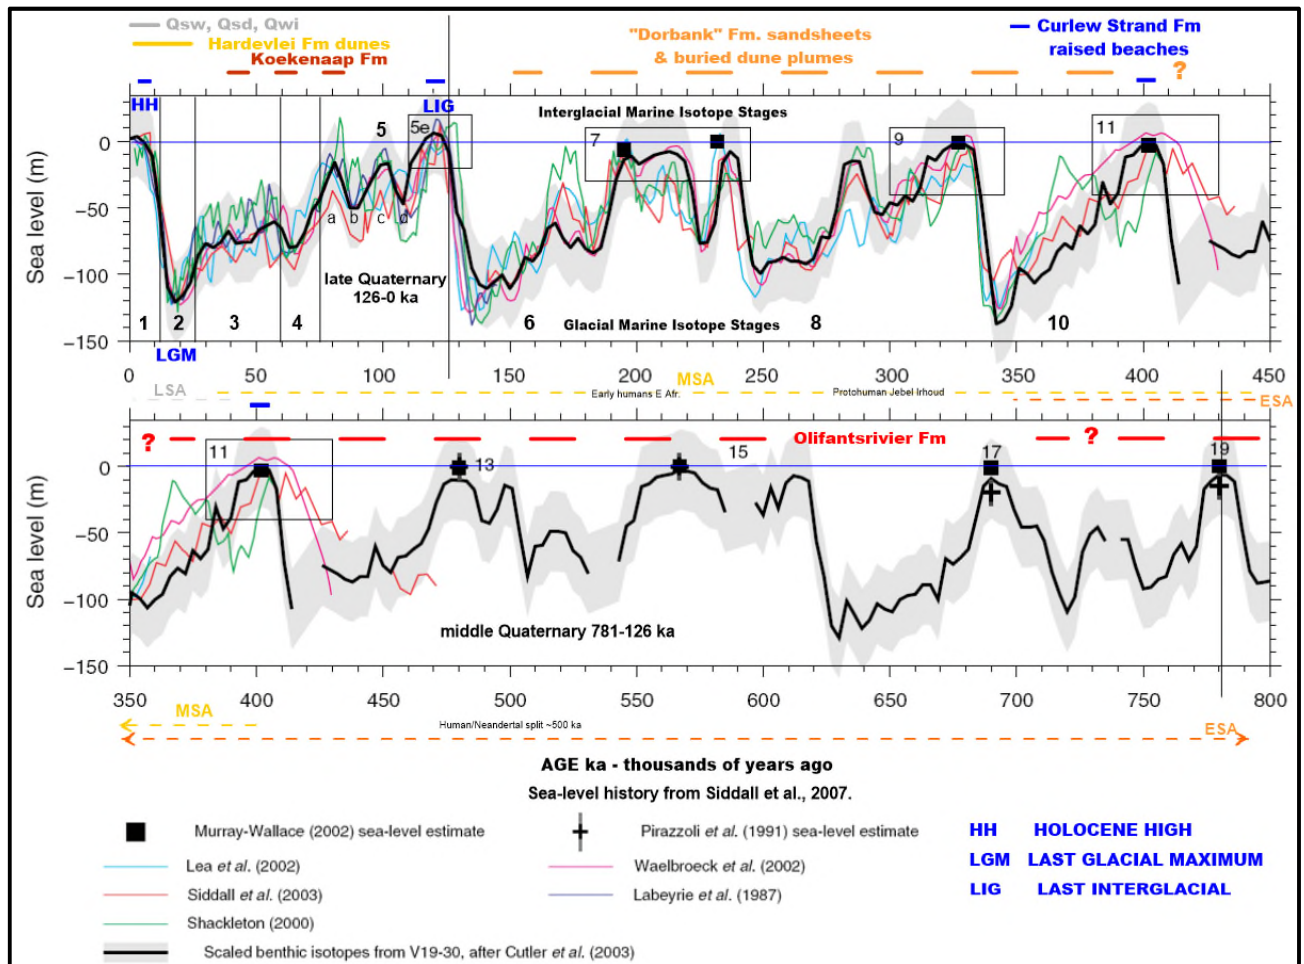 Qsw, Qsd, Qwi
Hardevlei Fm dunes
Koekenaap Fm
"Dorbank" Fm. sandsheets
& buried dune plumes
Curlew Strand Fm
raised beaches
?
HH
LIG
5
5e
Interglacial Marine Isotope Stages
7
9
11
0
−50
−100
−150
Sea level (m)
a b c d
late Quaternary
126-0 ka
1 2 3 4 6 8 10
Glacial Marine Isotope Stages
LGM
0 50 100 150 200 250 300 350 400 450
MSA
LSA
Early humans E Afr.
Protohuman Jebel Irhoud
ESA
? Olifantsrivier Fm ?
11 13 15 17 19
0
−50
−100
−150
Sea level (m)
middle Quaternary 781-126 ka
350 400 450 500 550 600 650 700 750 800
MSA
Human/Neandertal split ~500 ka
ESA
AGE ka - thousands of years ago
Sea-level history from Siddall et al., 2007.
Murray-Wallace (2002) sea-level estimate
Pirazzoli et al. (1991) sea-level estimate
HH HOLOCENE HIGH
Lea et al. (2002)
Waelbroeck et al. (2002)
LGM LAST GLACIAL MAXIMUM
Siddall et al. (2003)
Labeyrie et al. (1987)
LIG LAST INTERGLACIAL
Shackleton (2000)
Scaled benthic isotopes from V19-30, after Cutler et al. (2003)